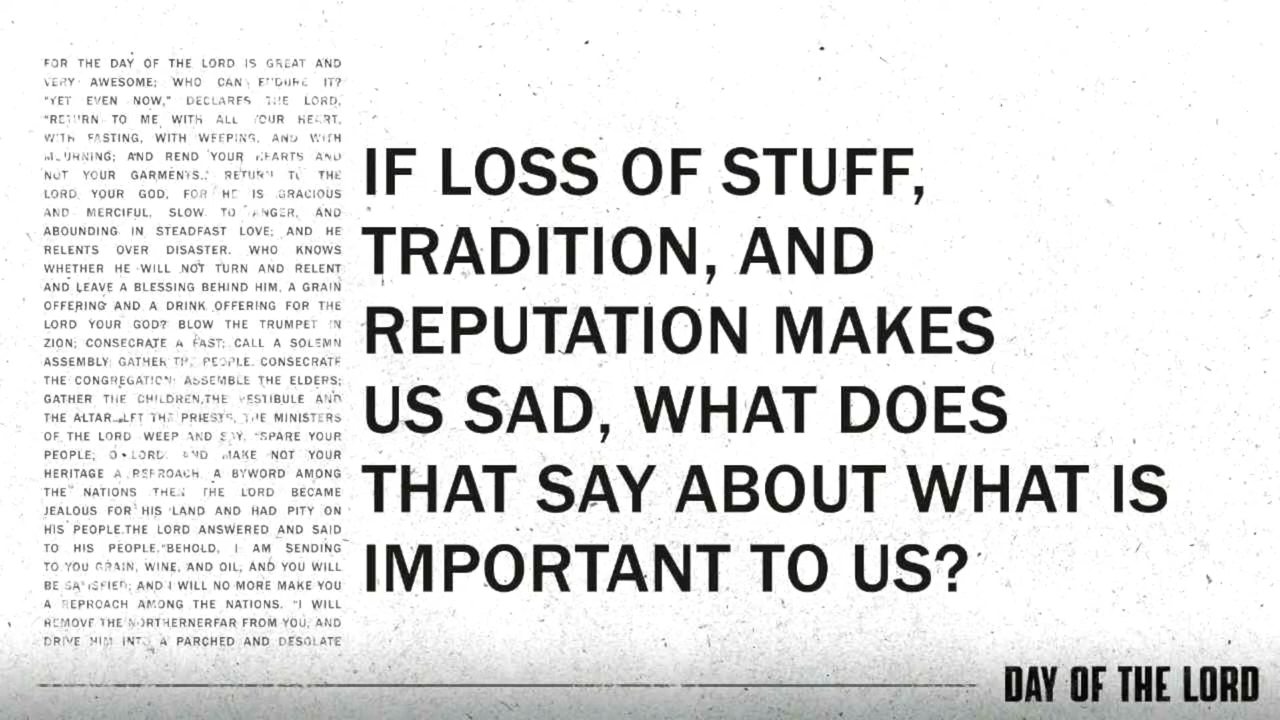 FOR THE DAY OF THE LORD IS GREAT AND
VERY AWESOME; WHO CAN ENDURE IT?
"YET EVEN NOW," DECLARES THE LORD,
"RETURN TO ME WITH ALL YOUR HEART,
WITH FASTING, WITH WEEPING, AND WITH
MOURNING; AND REND YOUR HEARTS AND
NOT YOUR GARMENTS." RETURN TO THE
LORD YOUR GOD, FOR HE IS GRACIOUS
AND MERCIFUL, SLOW TO ANGER, AND
ABOUNDING IN STEADFAST LOVE; AND HE
RELENTS OVER DISASTER. WHO KNOWS
WHETHER HE WILL NOT TURN AND RELENT
AND LEAVE A BLESSING BEHIND HIM, A GRAIN
OFFERING AND A DRINK OFFERING FOR THE
LORD YOUR GOD? BLOW THE TRUMPET IN
ZION; CONSECRATE A FAST; CALL A SOLEMN
ASSEMBLY; GATHER THE PEOPLE. CONSECRATE
THE CONGREGATION; ASSEMBLE THE ELDERS;
GATHER THE CHILDREN,THE VESTIBULE AND
THE ALTAR LET THE PRIESTS, THE MINISTERS
OF THE LORD WEEP AND SAY, "SPARE YOUR
PEOPLE, O LORD, AND MAKE NOT YOUR
HERITAGE A REPROACH, A BYWORD AMONG
THE NATIONS THEN THE LORD BECAME
JEALOUS FOR HIS LAND AND HAD PITY ON
HIS PEOPLE.THE LORD ANSWERED AND SAID
TO HIS PEOPLE,"BEHOLD, I AM SENDING
TO YOU GRAIN, WINE, AND OIL, AND YOU WILL
BE SATISFIED; AND I WILL NO MORE MAKE YOU
A REPROACH AMONG THE NATIONS. "I WILL
REMOVE THE NORTHERNERFAR FROM YOU, AND
DRIVE HIM INTO A PARCHED AND DESOLATE
IF LOSS OF STUFF,
TRADITION, AND
REPUTATION MAKES
US SAD, WHAT DOES
THAT SAY ABOUT WHAT IS
IMPORTANT TO US?
DAY OF THE LORD